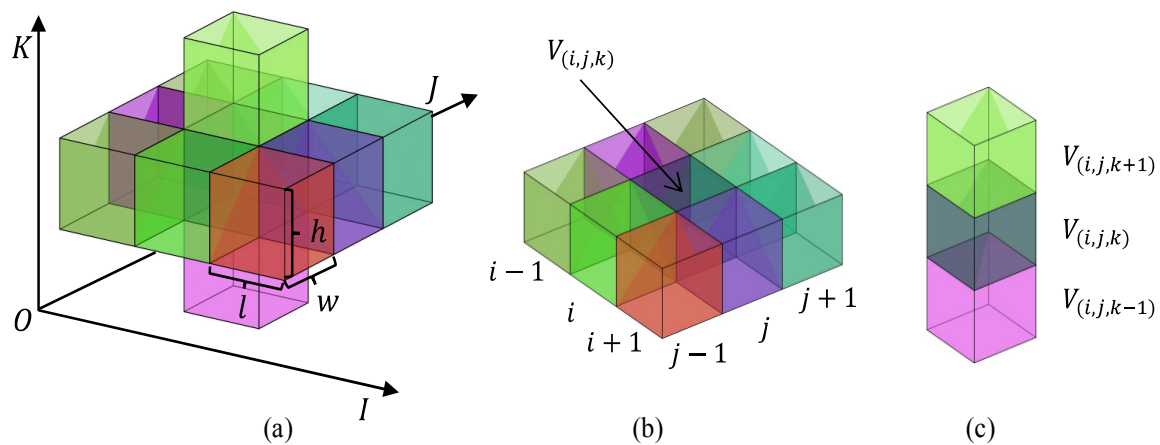 K
J
h
l
w
O
I
(a)
V(i,j,k)
i − 1
i
i + 1
j − 1
j
j + 1
(b)
V(i,j,k+1)
V(i,j,k)
V(i,j,k−1)
(c)